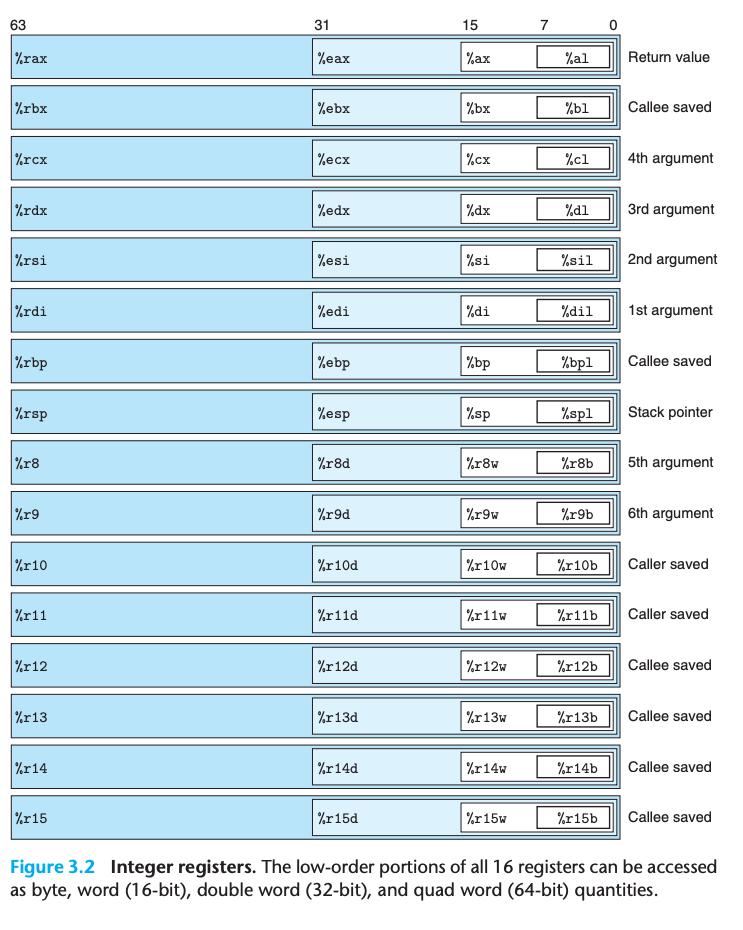 63 31 15 7 0
%rax %eax %ax %al Return value
%rbx %ebx %bx %bl Callee saved
%rcx %ecx %cx %cl 4th argument
%rdx %edx %dx %dl 3rd argument
%rsi %esi %si %sil 2nd argument
%rdi %edi %di %dil 1st argument
%rbp %ebp %bp %bpl Callee saved
%rsp %esp %sp %spl Stack pointer
%r8 %r8d %r8w %r8b 5th argument
%r9 %r9d %r9w %r9b 6th argument
%r10 %r10d %r10w %r10b Caller saved
%r11 %r11d %r11w %r11b Caller saved
%r12 %r12d %r12w %r12b Callee saved
%r13 %r13d %r13w %r13b Callee saved
%r14 %r14d %r14w %r14b Callee saved
%r15 %r15d %r15w %r15b Callee saved
Figure 3.2 Integer registers. The low-order portions of all 16 registers can be accessed
as byte, word (16-bit), double word (32-bit), and quad word (64-bit) quantities.